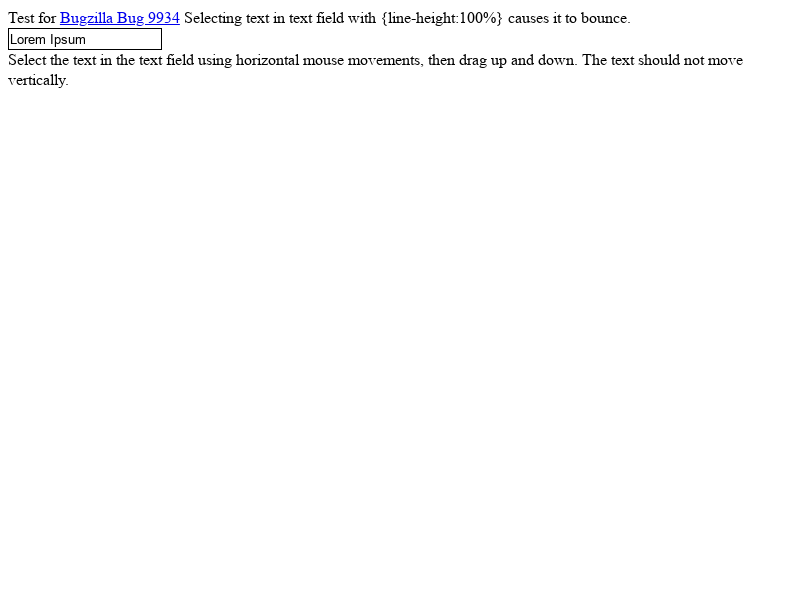 Test for Bugzilla Bug 9934 Selecting text in text field with {line-height:100%} causes it to bounce.
Lorem Ipsum
Select the text in the text field using horizontal mouse movements, then drag up and down. The text should not move
vertically.